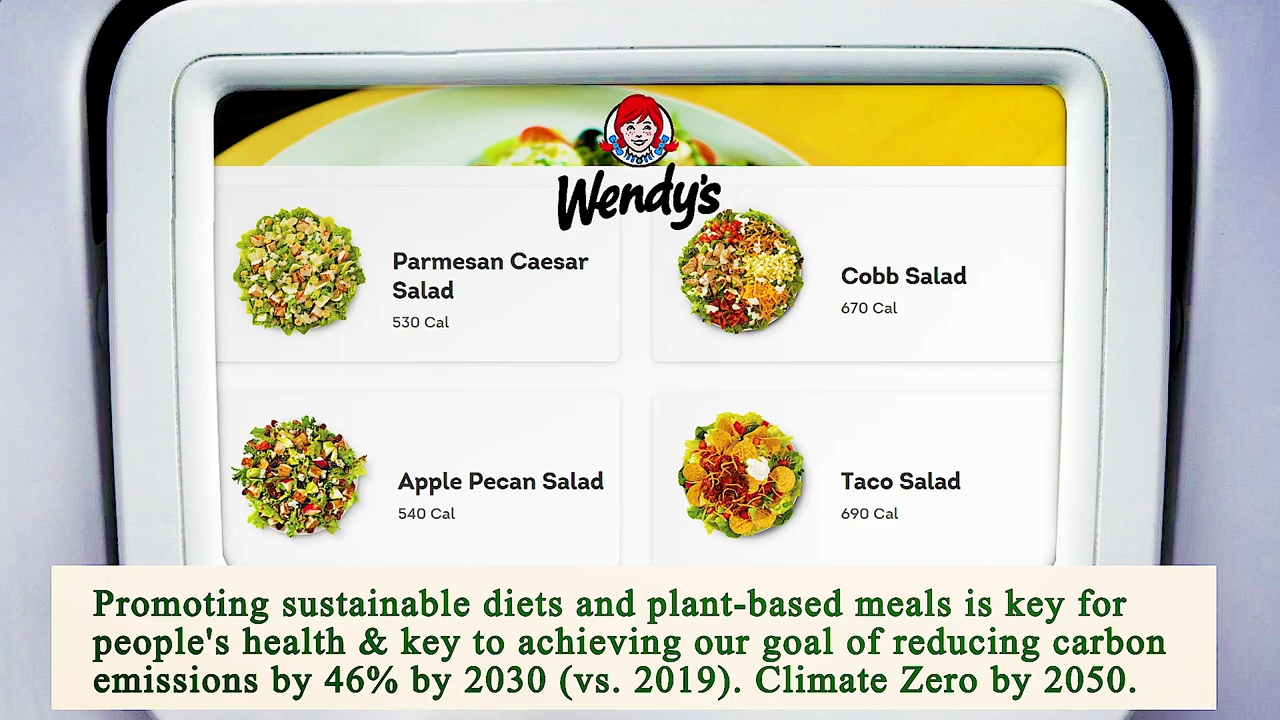 Wendy's
Parmesan Caesar
Salad
530 Cal
Cobb Salad
670 Cal
Apple Pecan Salad
540 Cal
Taco Salad
690 Cal
Promoting sustainable diets and plant-based meals is key for
people's health & key to achieving our goal of reducing carbon
emissions by 46% by 2030 (vs. 2019). Climate Zero by 2050.